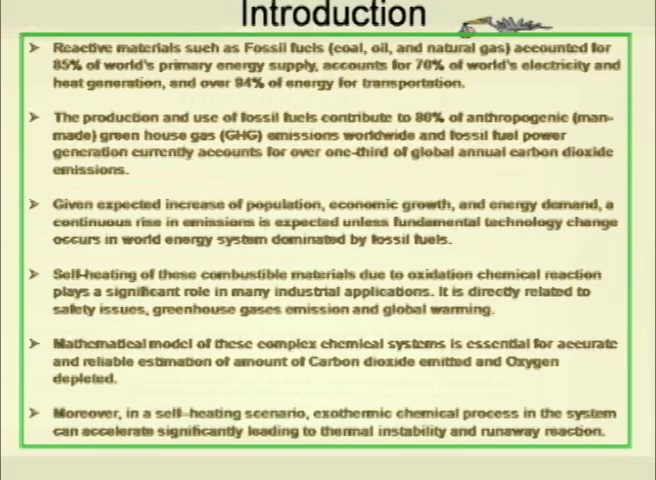 Introduction
➢ Reactive materials such as Fossil fuels (coal, oil, and natural gas) accounted for
85% of world's primary energy supply, accounts for 70% of world's electricity and
heat generation, and over 94% of energy for transportation.
➢ The production and use of fossil fuels contribute to 80% of anthropogenic (man-
made) green house gas (GHG) emissions worldwide and fossil fuel power
generation currently accounts for over one-third of global annual carbon dioxide
emissions.
➢ Given expected increase of population, economic growth, and energy demand, a
continuous rise in emissions is expected unless fundamental technology change
occurs in world energy system dominated by fossil fuels.
➢ Self-heating of these combustible materials due to oxidation chemical reaction
plays a significant role in many industrial applications. It is directly related to
safety issues, greenhouse gases emission and global warming.
➢ Mathematical model of these complex chemical systems is essential for accurate
and reliable estimation of amount of Carbon dioxide emitted and Oxygen
depleted.
➢ Moreover, in a self-heating scenario, exothermic chemical process in the system
can accelerate significantly leading to thermal instability and runaway reaction.